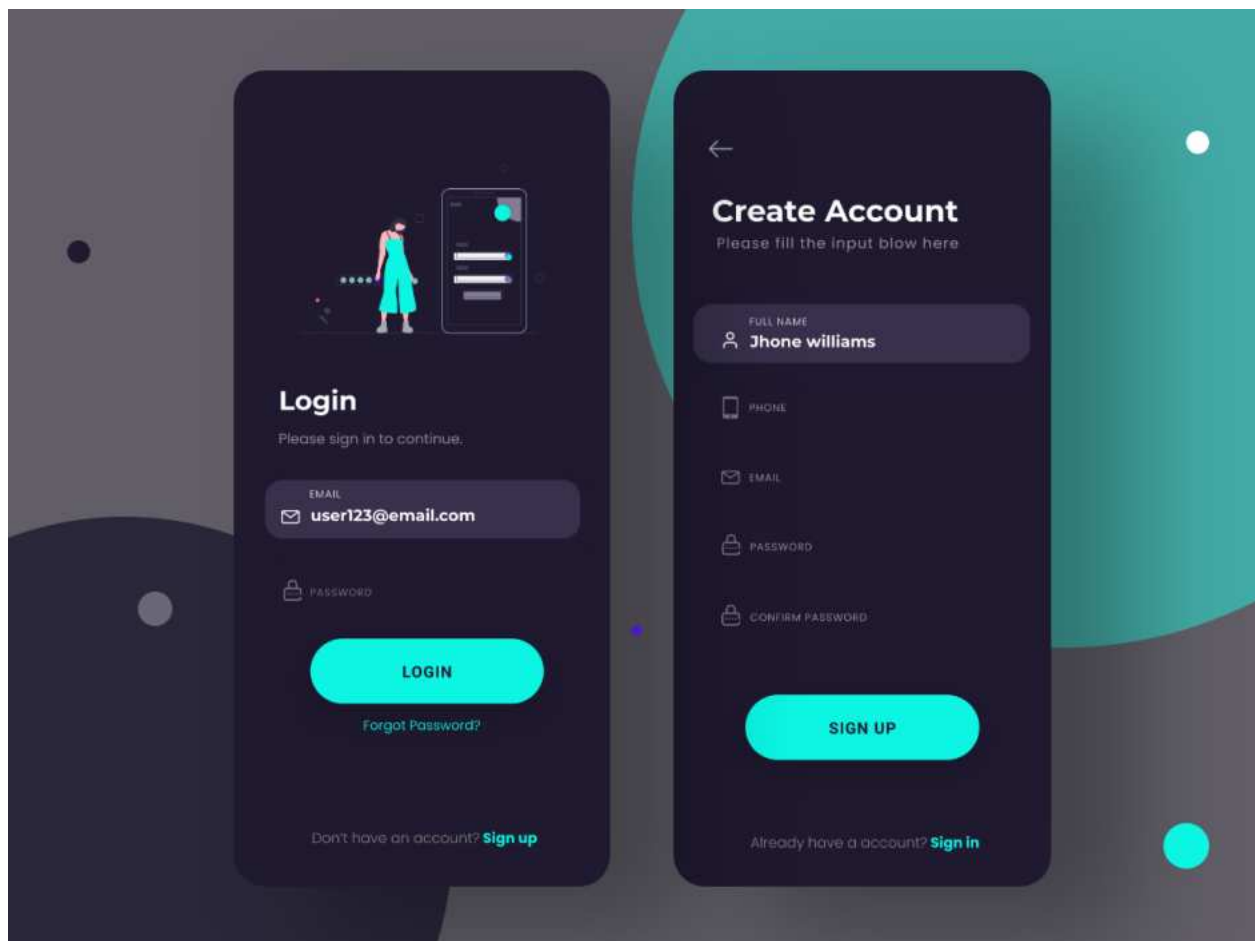 Login
Please sign in to continue.
EMAIL
user123@email.com
PASSWORD
LOGIN
Forgot Password?
Don't have an account? Sign up
Create Account
Please fill the input blow here
FULL NAME
Jhone williams
PHONE
EMAIL
PASSWORD
CONFIRM PASSWORD
SIGN UP
Already have a account? Sign in